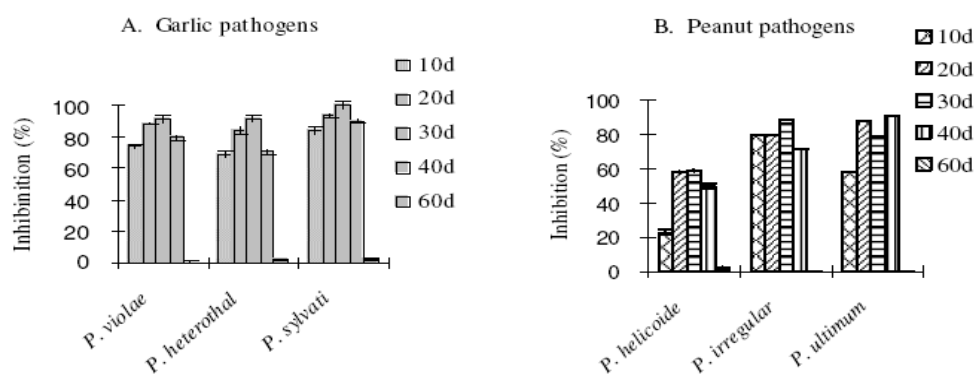 A. Garlic pathogens
Inhibinition (%)
100
80
60
40
20
0
P. violae
P. heterothal
P. sylvati
10d
20d
30d
40d
60d
B. Peanut pathogens
Inhibition (%)
100
80
60
40
20
0
P. helicoide
P. irregular
P. ultimum
10d
20d
30d
40d
60d